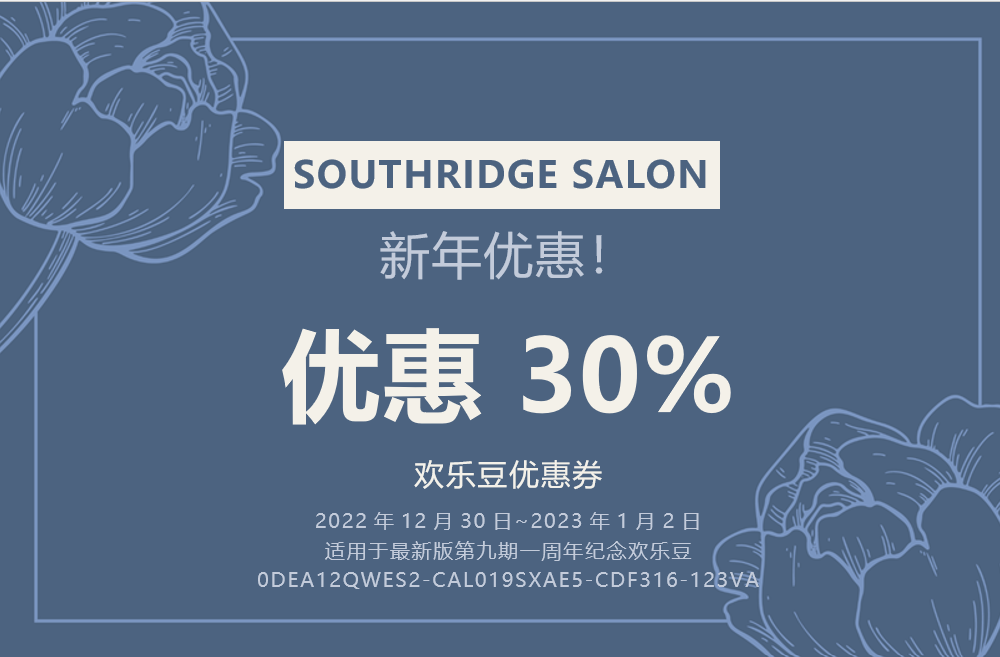 SOUTHRIDGE SALON
新年优惠！
优惠 30%
欢乐豆优惠券
2022 年 12 月 30 日~2023 年 1 月 2 日
适用于最新版第九期一周年纪念欢乐豆
0DEA12QWES2-CAL019SXAE5-CDF316-123VA